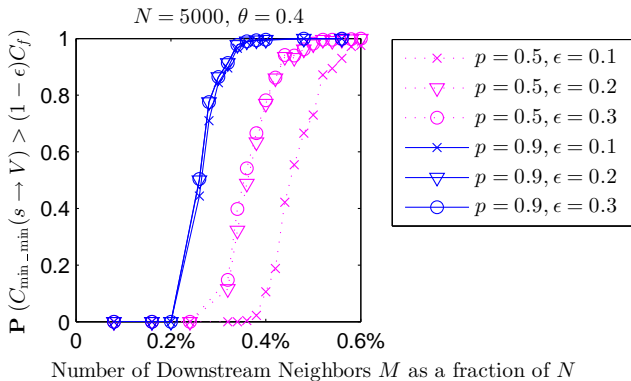 N = 5000, θ = 0.4
P (C_min_min(s → V) > (1 − ϵ)C_f)
1
0.8
0.6
0.4
0.2
0
0 0.2% 0.4% 0.6%
Number of Downstream Neighbors M as a fraction of N
p = 0.5, ϵ = 0.1
p = 0.5, ϵ = 0.2
p = 0.5, ϵ = 0.3
p = 0.9, ϵ = 0.1
p = 0.9, ϵ = 0.2
p = 0.9, ϵ = 0.3